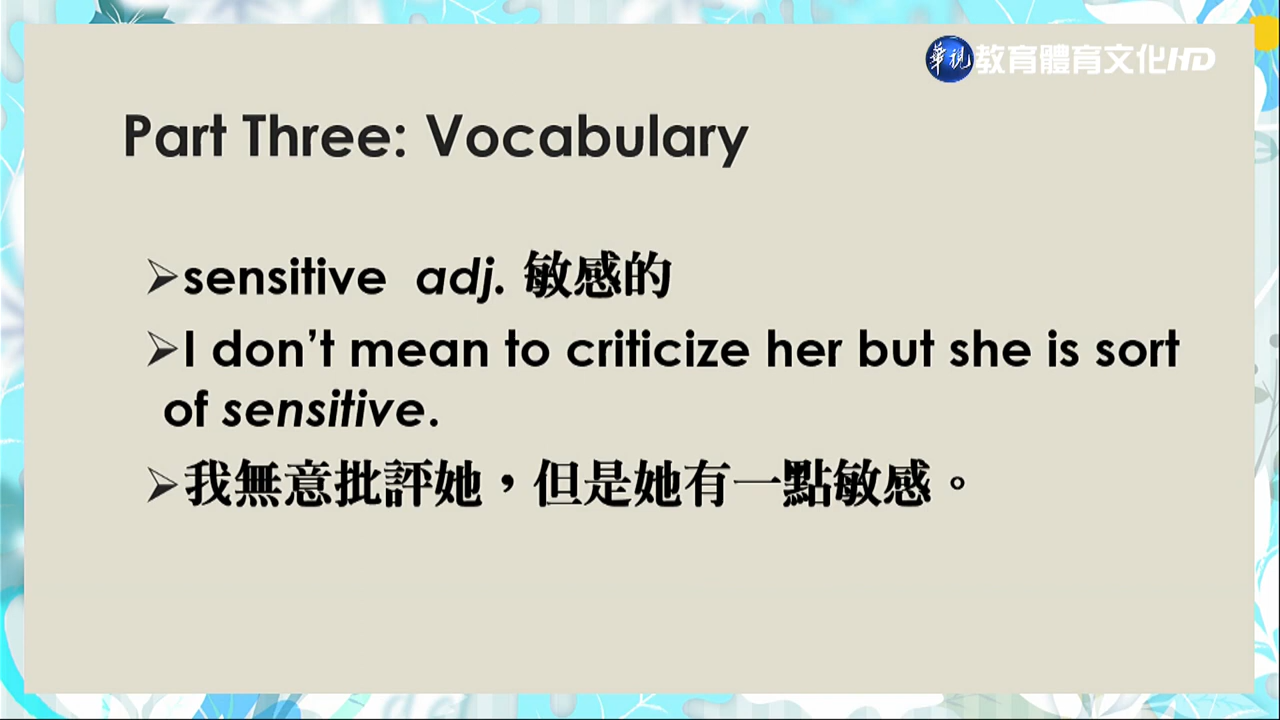 華視 教育體育文化HD
Part Three: Vocabulary
➢sensitive adj. 敏感的
➢I don't mean to criticize her but she is sort
of sensitive.
➢我無意批評她，但是她有一點敏感。